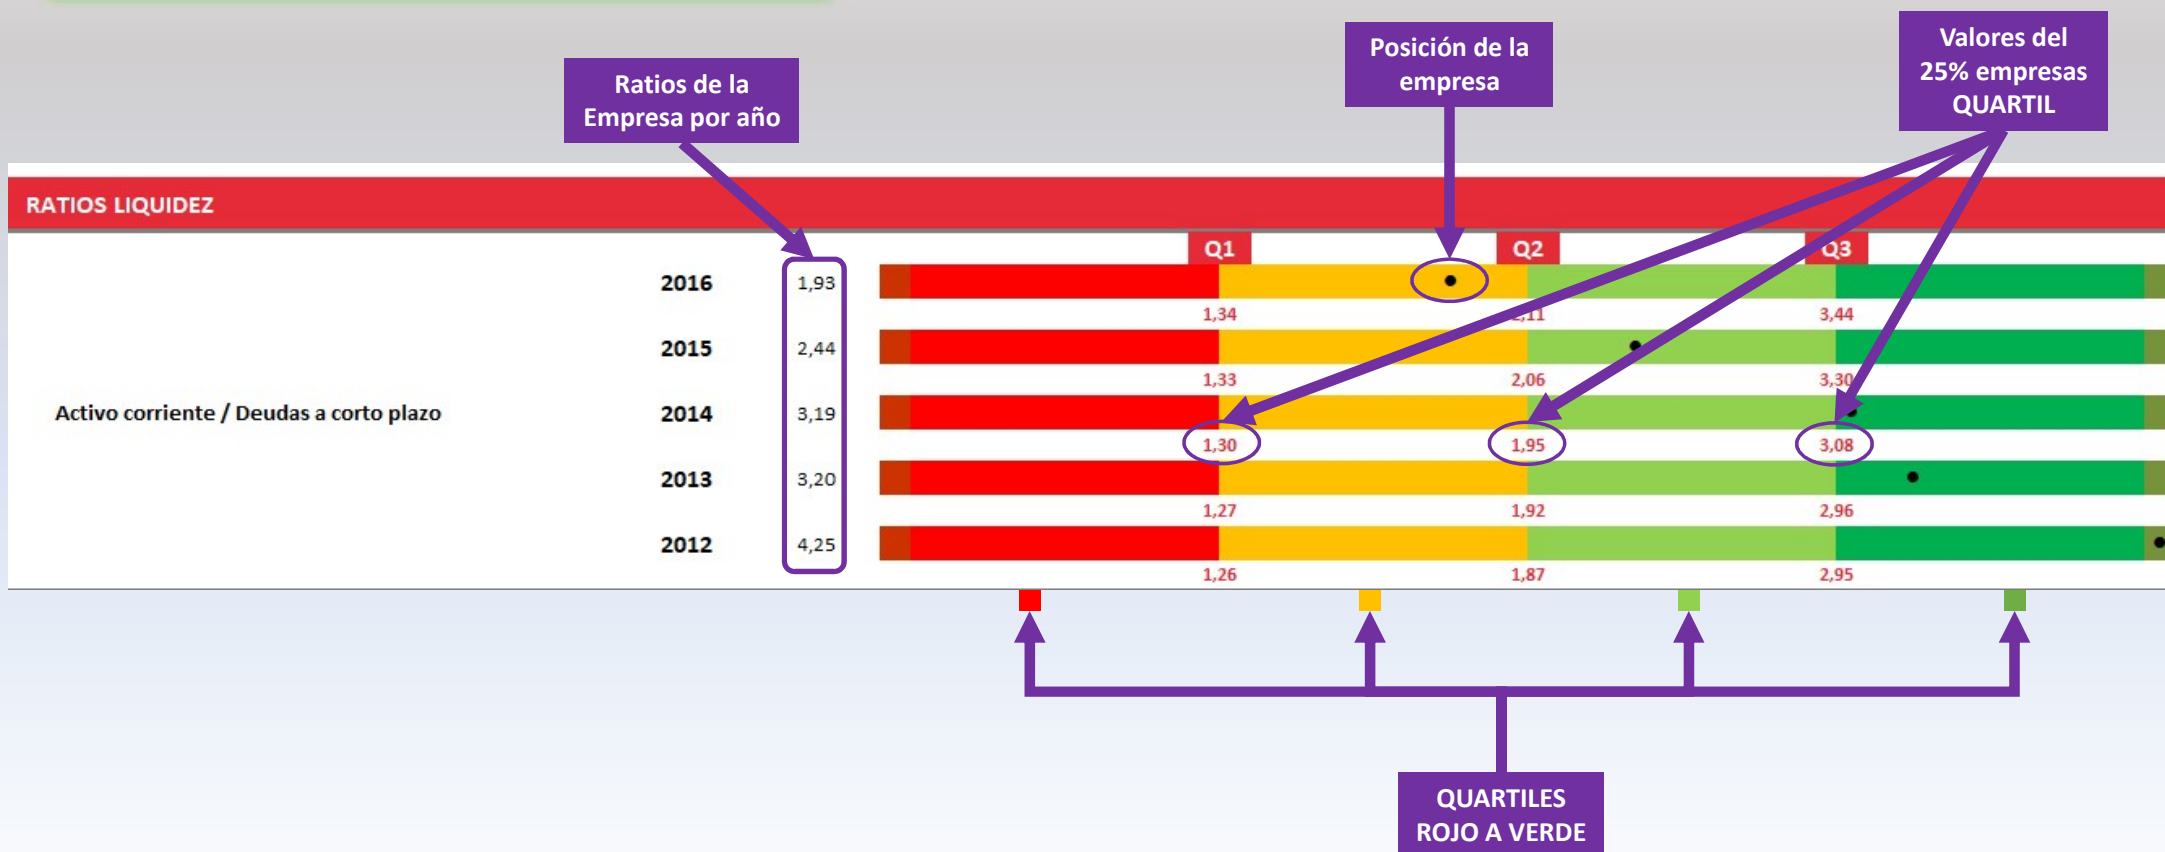 Ratios de la
Empresa por año
Posición de la
empresa
Valores del
25% empresas
QUARTIL
RATIOS LIQUIDEZ
Q1 Q2 Q3
2016 1,93
1,34 2,11 3,44
2015 2,44
1,33 2,06 3,30
Activo corriente / Deudas a corto plazo 2014 3,19
1,30 1,95 3,08
2013 3,20
1,27 1,92 2,96
2012 4,25
1,26 1,87 2,95
QUARTILES
ROJO A VERDE